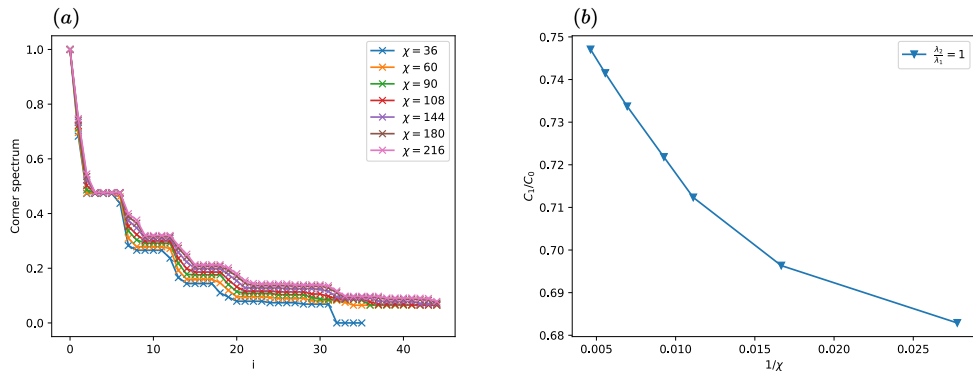 (a)
Corner spectrum
1.0
0.8
0.6
0.4
0.2
0.0
0
10
20
30
40
i
χ = 36
χ = 60
χ = 90
χ = 108
χ = 144
χ = 180
χ = 216
(b)
C₁/C₀
0.75
0.74
0.73
0.72
0.71
0.70
0.69
0.68
0.005
0.010
0.015
0.020
0.025
1/χ
λ₂/λ₁ = 1